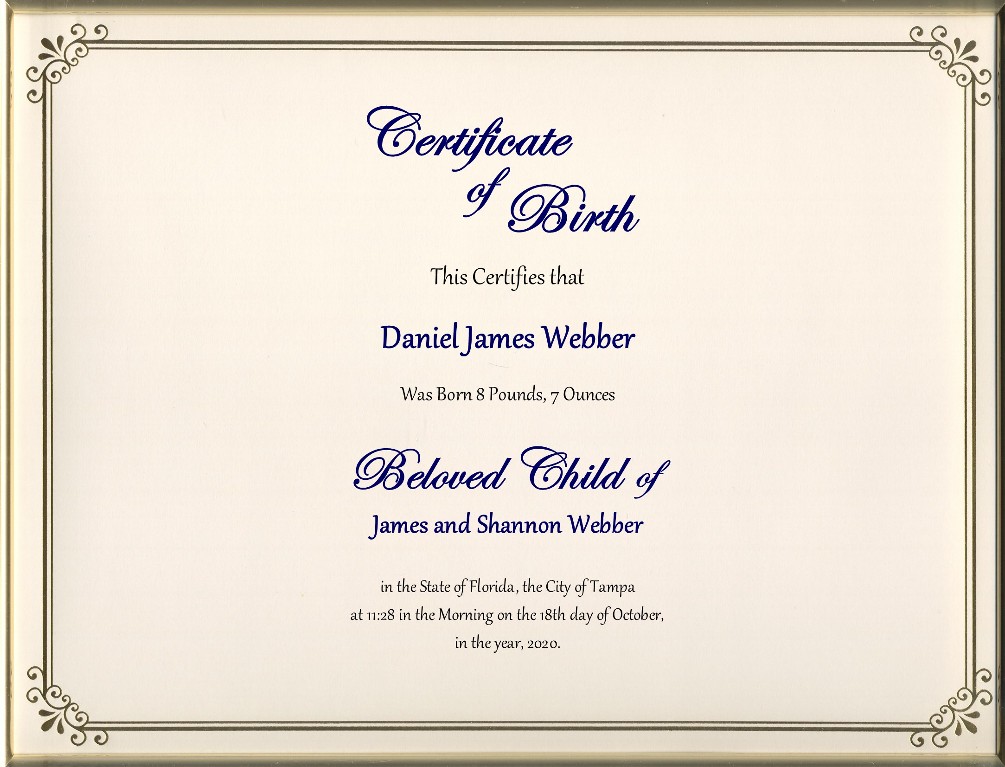 Certificate
of
Birth
This Certifies that
Daniel James Webber
Was Born 8 Pounds, 7 Ounces
Beloved Child of
James and Shannon Webber
in the State of Florida, the City of Tampa
at 11:28 in the Morning on the 18th day of October,
in the year, 2020.